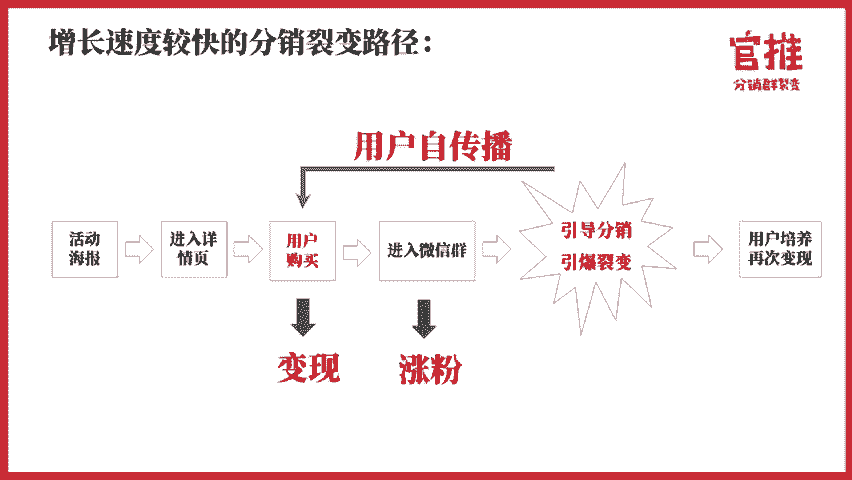 增长速度较快的分销裂变路径：
官推
分销群裂变
用户自传播
活动
海报
进入详
情页
用户
购买
进入微信群
引导分销
引爆裂变
用户培养
再次变现
变现
涨粉